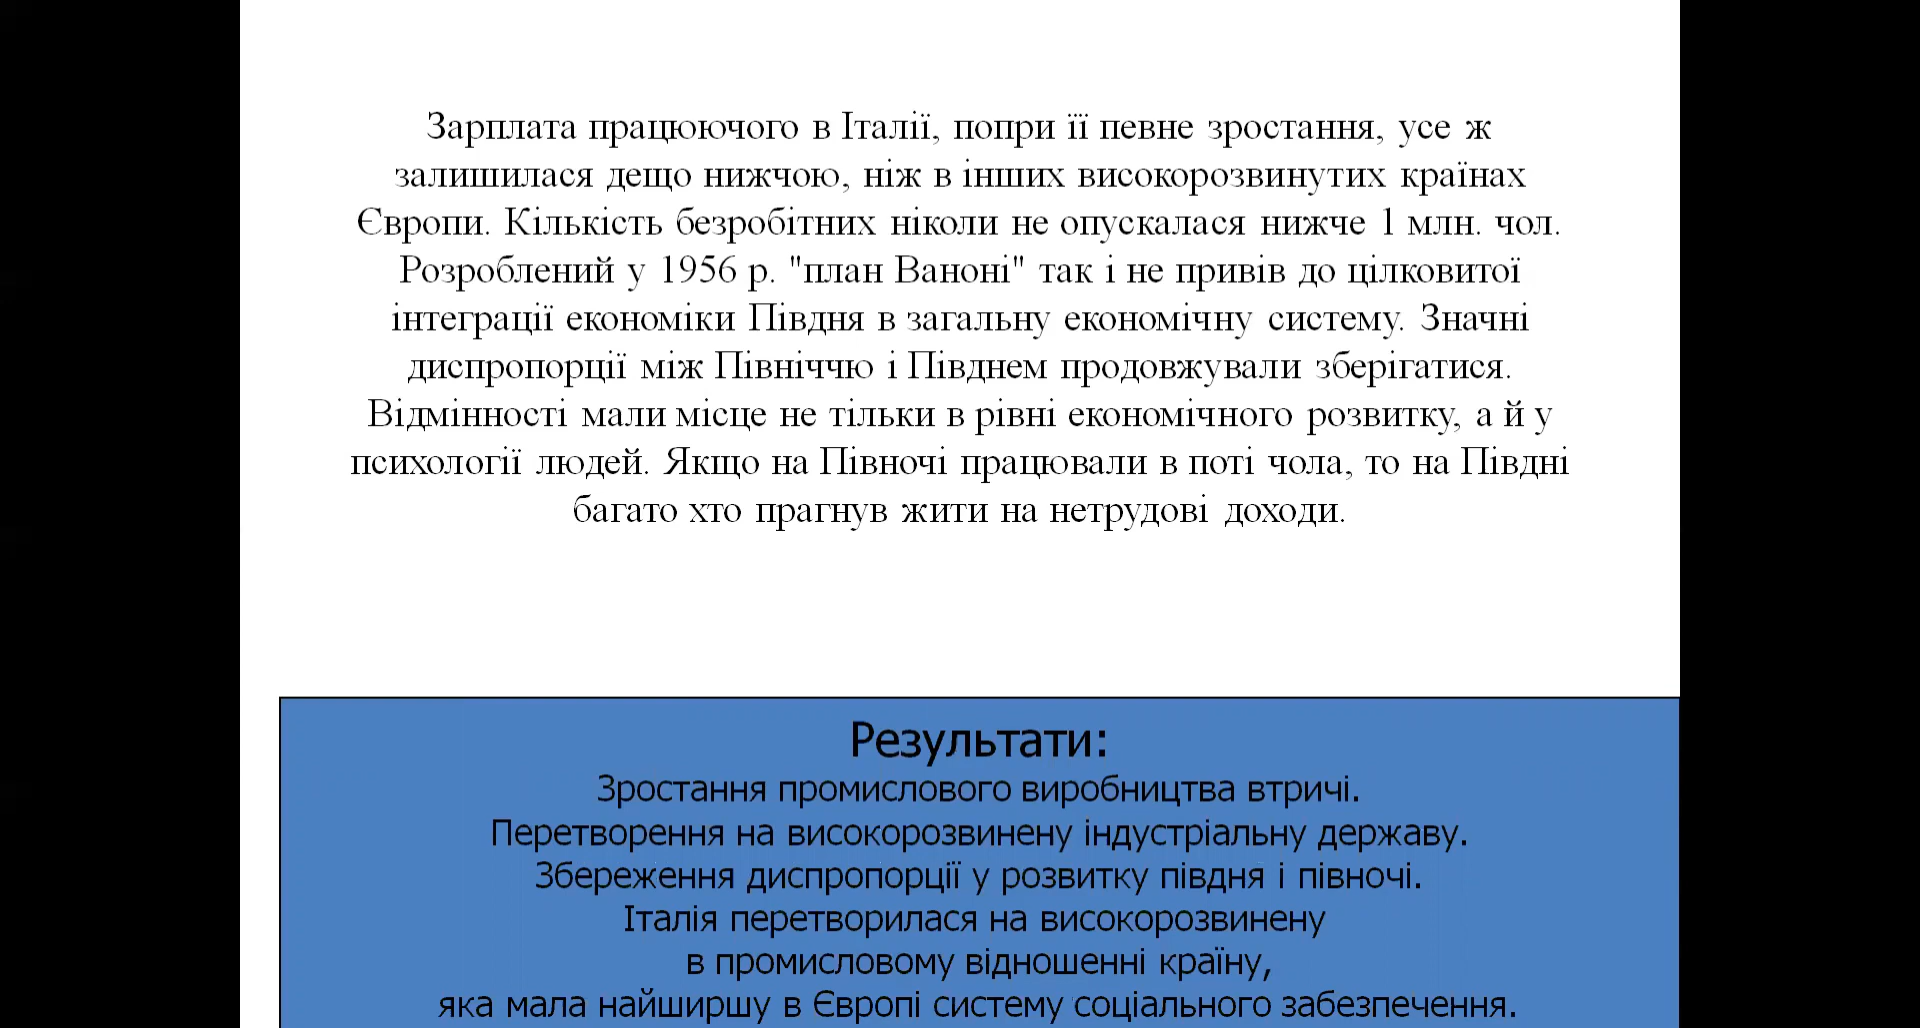 Зарплата працюючого в Італії, попри її певне зростання, усе ж
залишилася дещо нижчою, ніж в інших високорозвинутих країнах
Європи. Кількість безробітних ніколи не опускалася нижче 1 млн. чол.
Розроблений у 1956 р. "план Ваноні" так і не привів до цілковитої
інтеграції економіки Півдня в загальну економічну систему. Значні
диспропорції між Північчю і Півднем продовжували зберігатися.
Відмінності мали місце не тільки в рівні економічного розвитку, а й у
психології людей. Якщо на Півночі працювали в поті чола, то на Півдні
багато хто прагнув жити на нетрудові доходи.
Результати:
Зростання промислового виробництва втричі.
Перетворення на високорозвинену індустріальну державу.
Збереження диспропорції у розвитку півдня і півночі.
Італія перетворилася на високорозвинену
в промисловому відношенні країну,
яка мала найширшу в Європі систему соціального забезпечення.